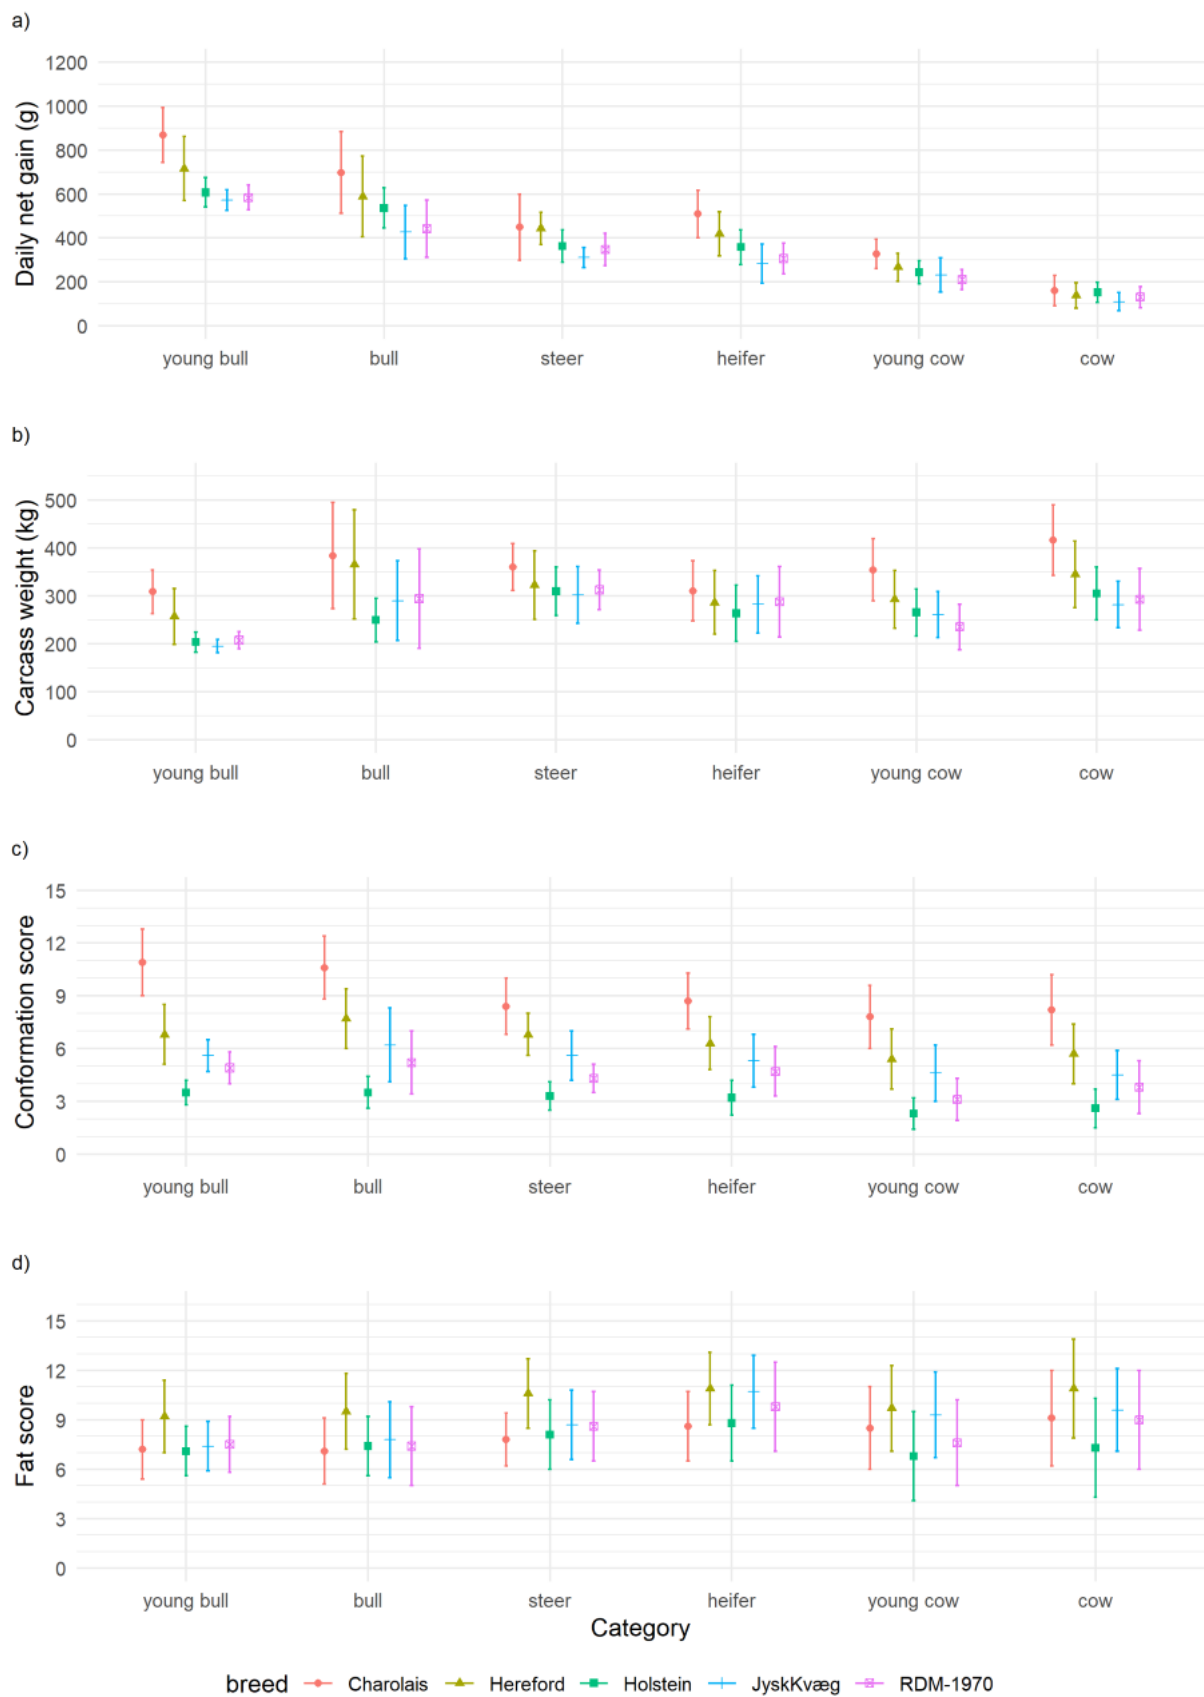 a)
Daily net gain (g)
1200
1000
800
600
400
200
0
young bull bull steer heifer young cow cow
b)
Carcass weight (kg)
500
400
300
200
100
0
young bull bull steer heifer young cow cow
c)
Conformation score
15
12
9
6
3
0
young bull bull steer heifer young cow cow
d)
Fat score
15
12
9
6
3
0
young bull bull steer heifer young cow cow
Category
breed Charolais Hereford Holstein JyskKvæg RDM-1970